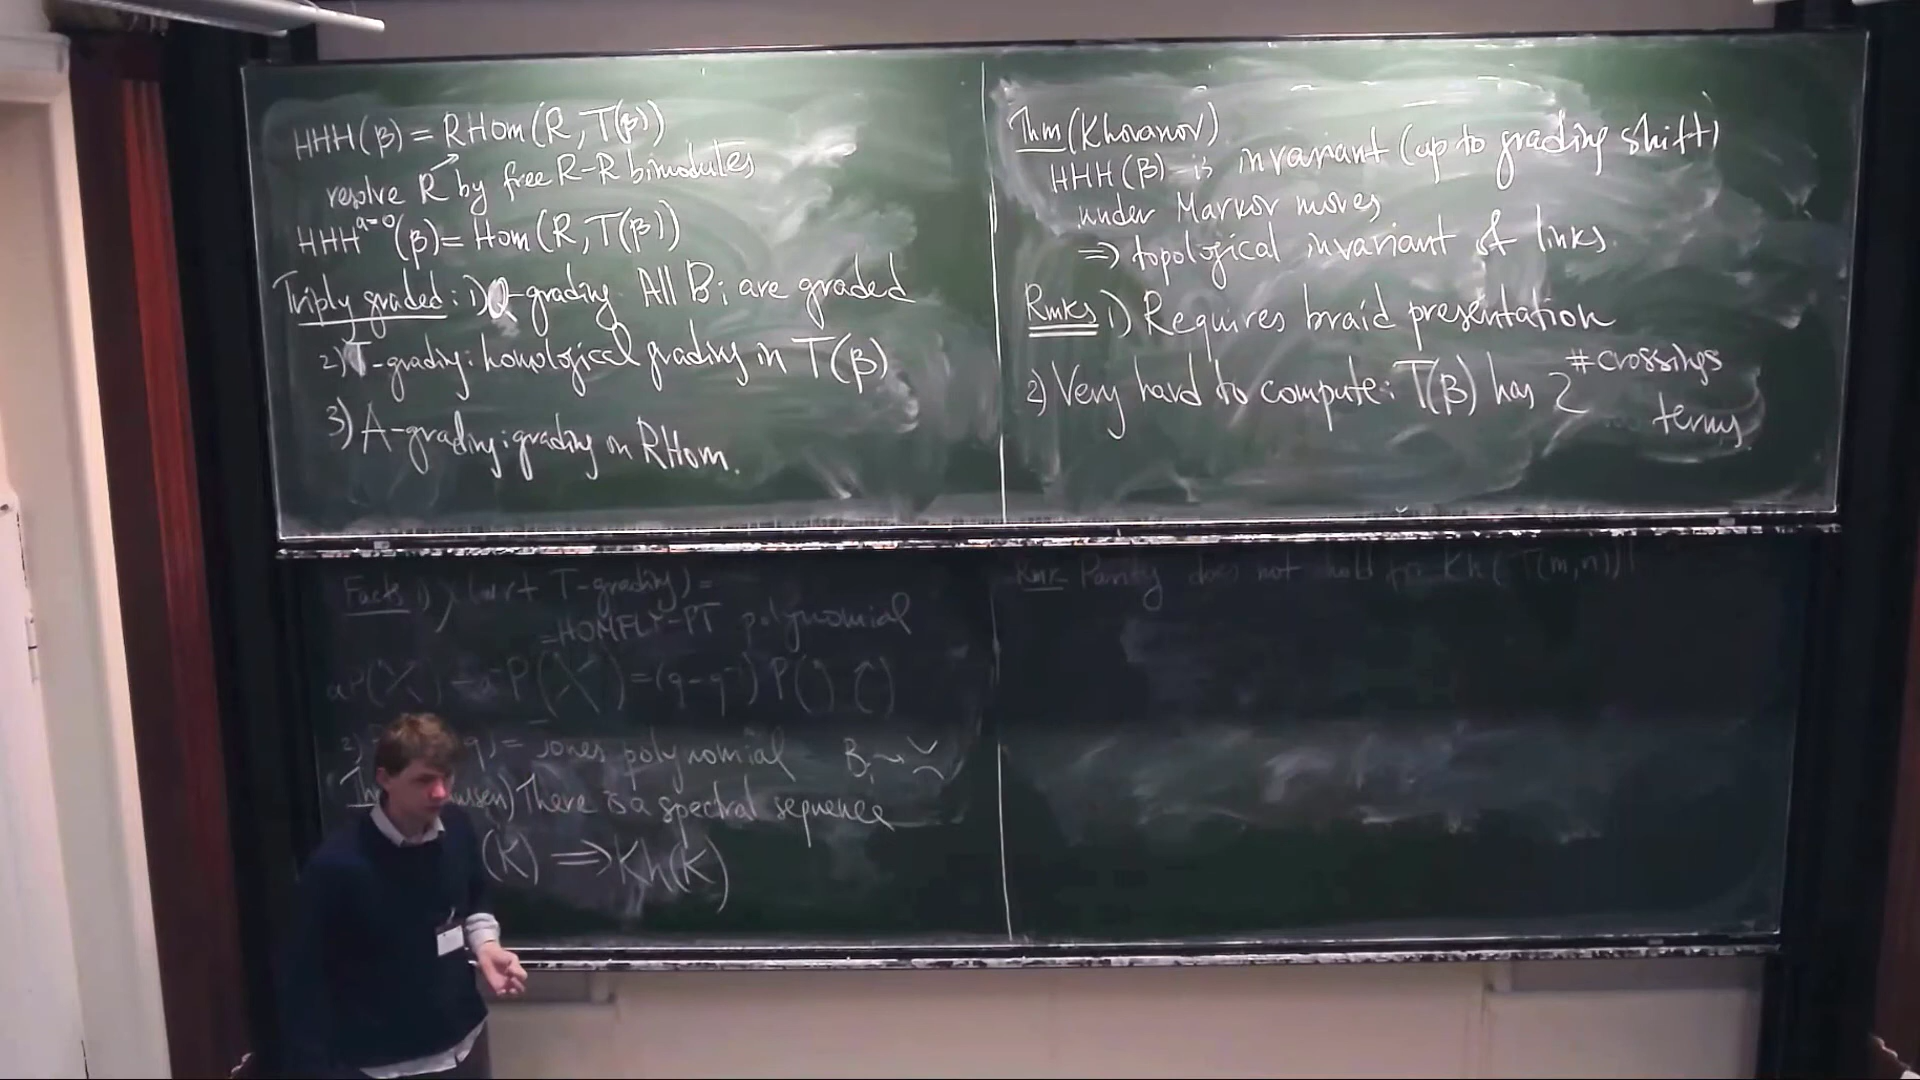 HHH(β) = RHom(R, T(β))
resolve R by free R-R bimodules
HHH^{a=0}(β) = Hom(R, T(β))
Triply graded: 1) Q-grading. All Bi are graded
2) T-grading: homological grading in T(β)
3) A-grading: grading on RHom.
Thm (Khovanov)
HHH(β) is invariant (up to grading shift)
under Markov moves
⇒ topological invariant of links.
Rmks 1) Requires braid presentation
2) Very hard to compute: T(β) has 2^{#crossings}
terms
Facts 1) χ(wrt T-grading) =
= HOMFLY-PT polynomial
2) q) = Jones polynomial Bi
There is a spectral sequence
(K) ⇒ Kh(K)
Rmk Parity does not hold for Kh(T(m,n))!